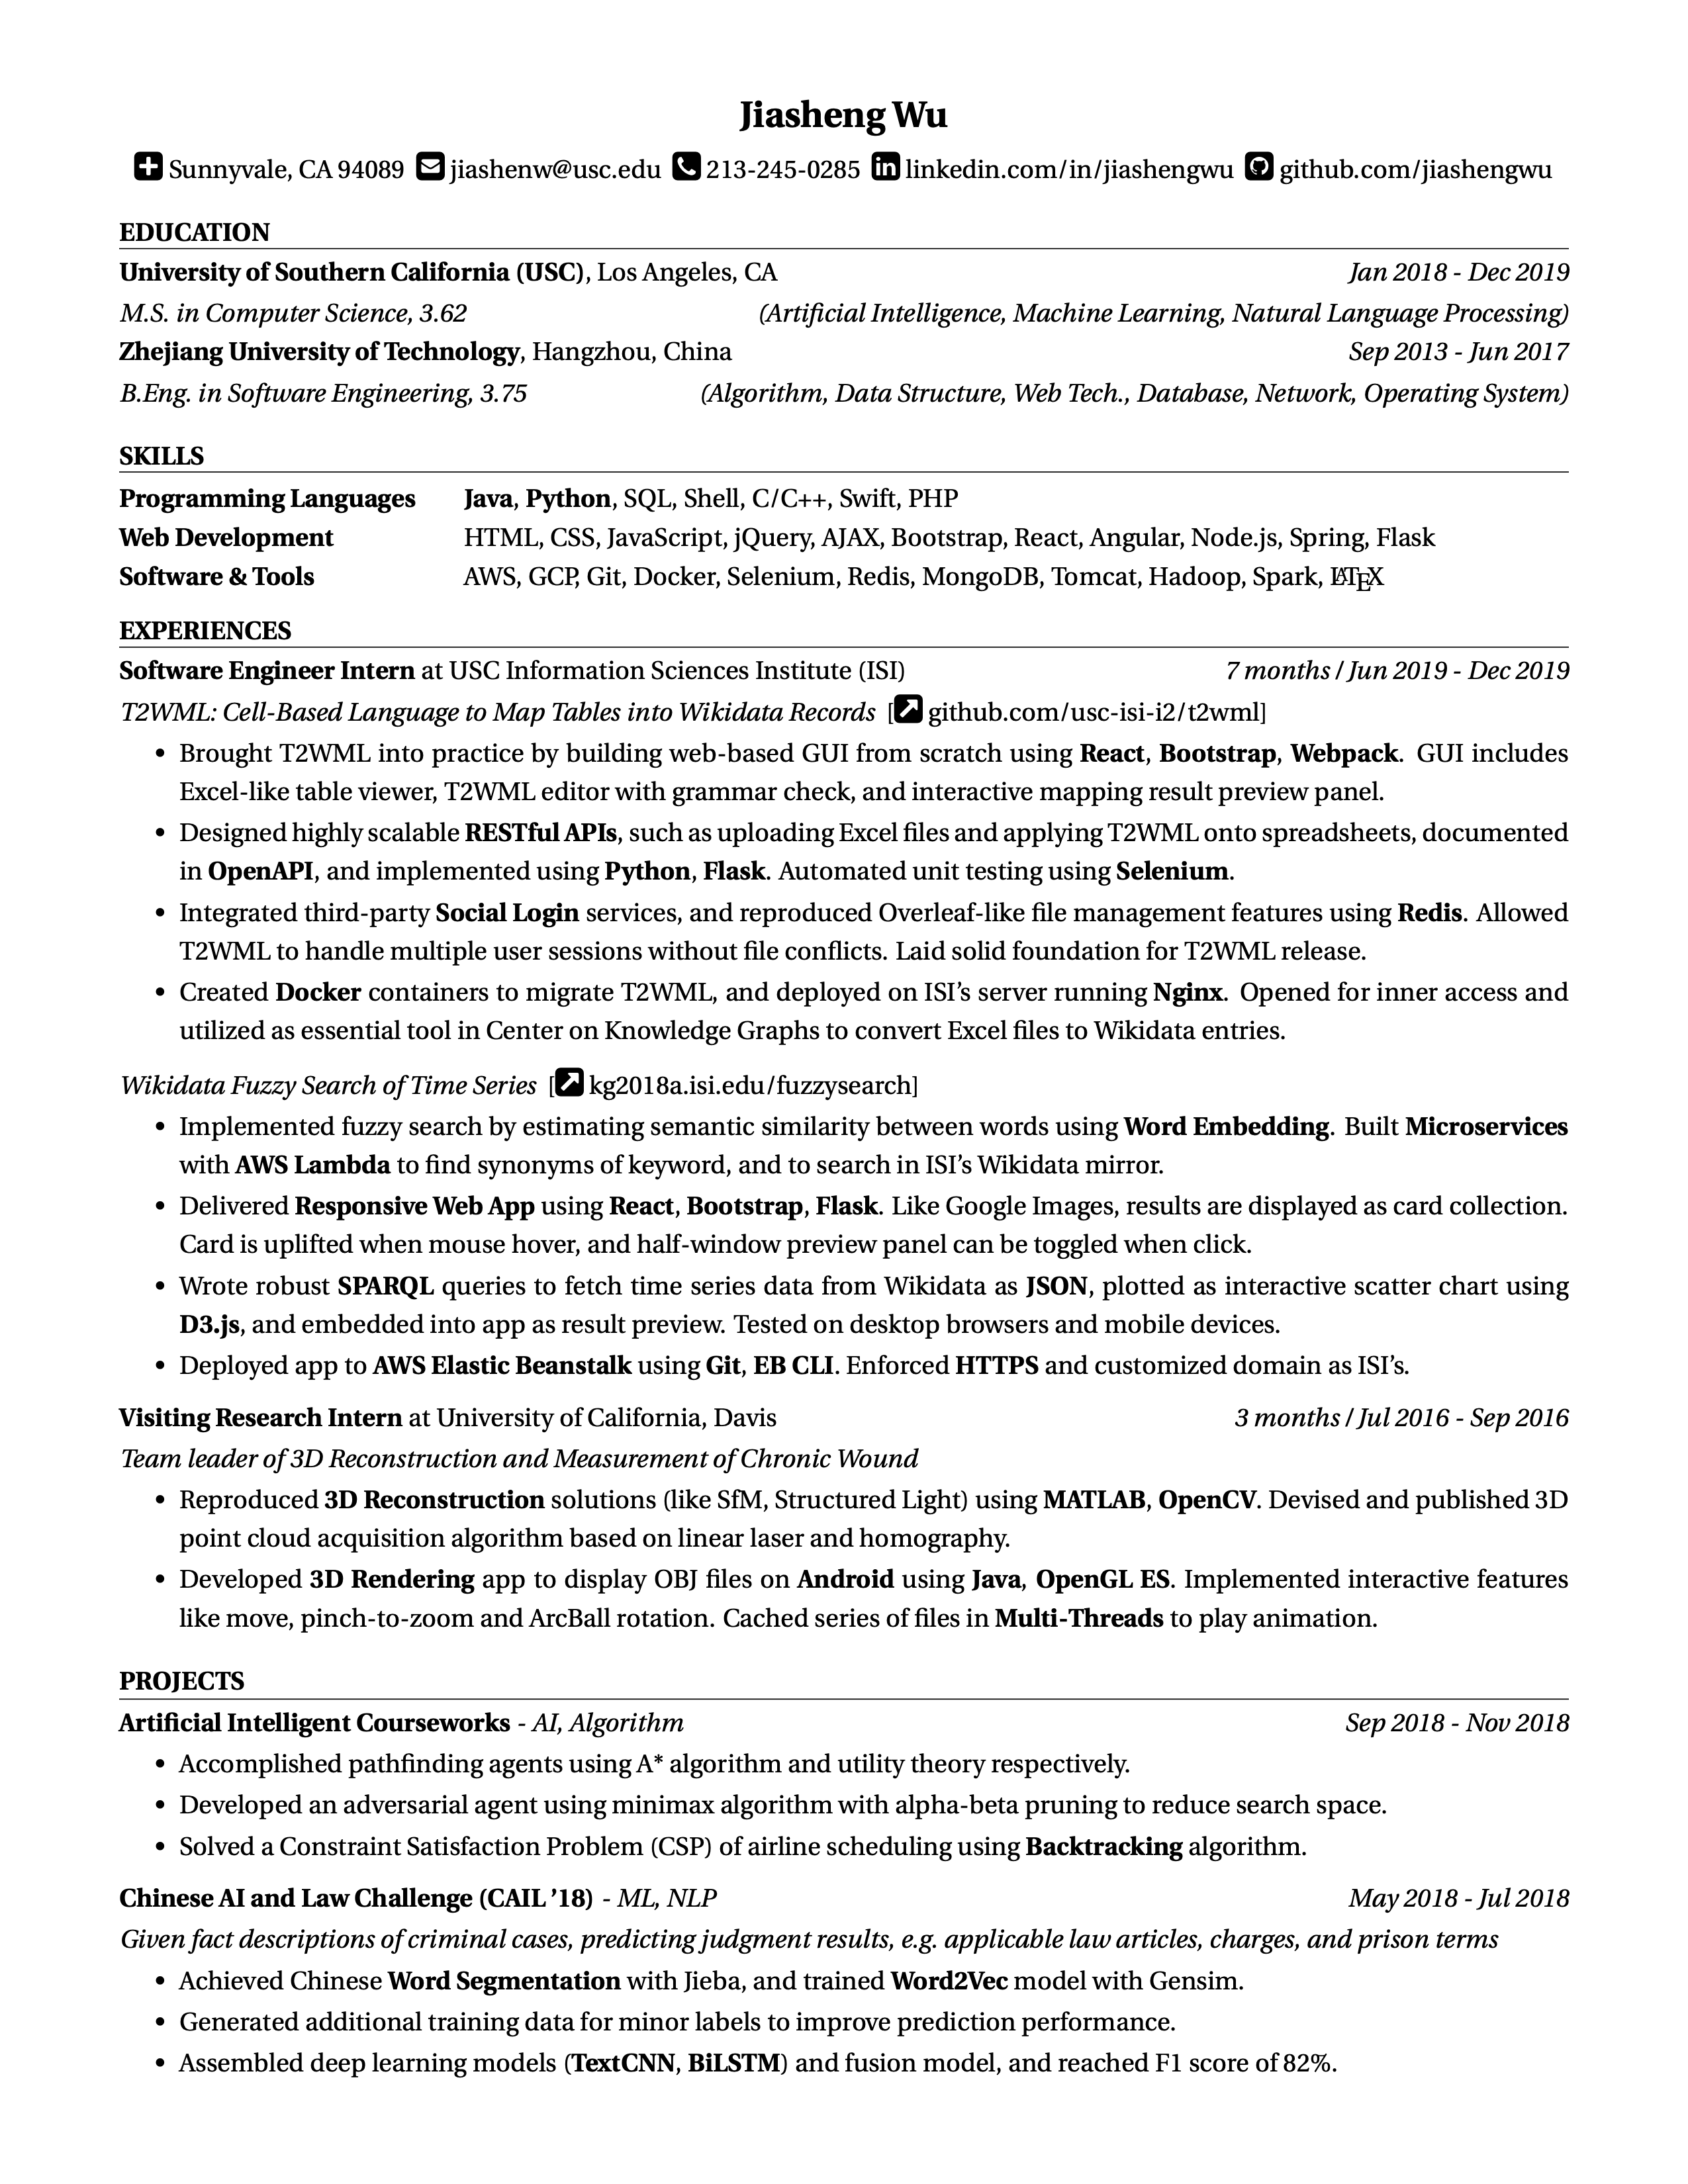 Jiasheng Wu
Sunnyvale, CA 94089 jiashenw@usc.edu 213-245-0285 linkedin.com/in/jiashengwu github.com/jiashengwu
EDUCATION
University of Southern California (USC), Los Angeles, CA Jan 2018 - Dec 2019
M.S. in Computer Science, 3.62 (Artificial Intelligence, Machine Learning, Natural Language Processing)
Zhejiang University of Technology, Hangzhou, China Sep 2013 - Jun 2017
B.Eng. in Software Engineering, 3.75 (Algorithm, Data Structure, Web Tech., Database, Network, Operating System)
SKILLS
Programming Languages Java, Python, SQL, Shell, C/C++, Swift, PHP
Web Development HTML, CSS, JavaScript, jQuery, AJAX, Bootstrap, React, Angular, Node.js, Spring, Flask
Software & Tools AWS, GCP, Git, Docker, Selenium, Redis, MongoDB, Tomcat, Hadoop, Spark, LATEX
EXPERIENCES
Software Engineer Intern at USC Information Sciences Institute (ISI) 7 months / Jun 2019 - Dec 2019
T2WML: Cell-Based Language to Map Tables into Wikidata Records [github.com/usc-isi-i2/t2wml]
• Brought T2WML into practice by building web-based GUI from scratch using React, Bootstrap, Webpack. GUI includes
Excel-like table viewer, T2WML editor with grammar check, and interactive mapping result preview panel.
• Designed highly scalable RESTful APIs, such as uploading Excel files and applying T2WML onto spreadsheets, documented
in OpenAPI, and implemented using Python, Flask. Automated unit testing using Selenium.
• Integrated third-party Social Login services, and reproduced Overleaf-like file management features using Redis. Allowed
T2WML to handle multiple user sessions without file conflicts. Laid solid foundation for T2WML release.
• Created Docker containers to migrate T2WML, and deployed on ISI's server running Nginx. Opened for inner access and
utilized as essential tool in Center on Knowledge Graphs to convert Excel files to Wikidata entries.
Wikidata Fuzzy Search of Time Series [kg2018a.isi.edu/fuzzysearch]
• Implemented fuzzy search by estimating semantic similarity between words using Word Embedding. Built Microservices
with AWS Lambda to find synonyms of keyword, and to search in ISI's Wikidata mirror.
• Delivered Responsive Web App using React, Bootstrap, Flask. Like Google Images, results are displayed as card collection.
Card is uplifted when mouse hover, and half-window preview panel can be toggled when click.
• Wrote robust SPARQL queries to fetch time series data from Wikidata as JSON, plotted as interactive scatter chart using
D3.js, and embedded into app as result preview. Tested on desktop browsers and mobile devices.
• Deployed app to AWS Elastic Beanstalk using Git, EB CLI. Enforced HTTPS and customized domain as ISI's.
Visiting Research Intern at University of California, Davis 3 months / Jul 2016 - Sep 2016
Team leader of 3D Reconstruction and Measurement of Chronic Wound
• Reproduced 3D Reconstruction solutions (like SfM, Structured Light) using MATLAB, OpenCV. Devised and published 3D
point cloud acquisition algorithm based on linear laser and homography.
• Developed 3D Rendering app to display OBJ files on Android using Java, OpenGL ES. Implemented interactive features
like move, pinch-to-zoom and ArcBall rotation. Cached series of files in Multi-Threads to play animation.
PROJECTS
Artificial Intelligent Courseworks - AI, Algorithm Sep 2018 - Nov 2018
• Accomplished pathfinding agents using A* algorithm and utility theory respectively.
• Developed an adversarial agent using minimax algorithm with alpha-beta pruning to reduce search space.
• Solved a Constraint Satisfaction Problem (CSP) of airline scheduling using Backtracking algorithm.
Chinese AI and Law Challenge (CAIL '18) - ML, NLP May 2018 - Jul 2018
Given fact descriptions of criminal cases, predicting judgment results, e.g. applicable law articles, charges, and prison terms
• Achieved Chinese Word Segmentation with Jieba, and trained Word2Vec model with Gensim.
• Generated additional training data for minor labels to improve prediction performance.
• Assembled deep learning models (TextCNN, BiLSTM) and fusion model, and reached F1 score of 82%.